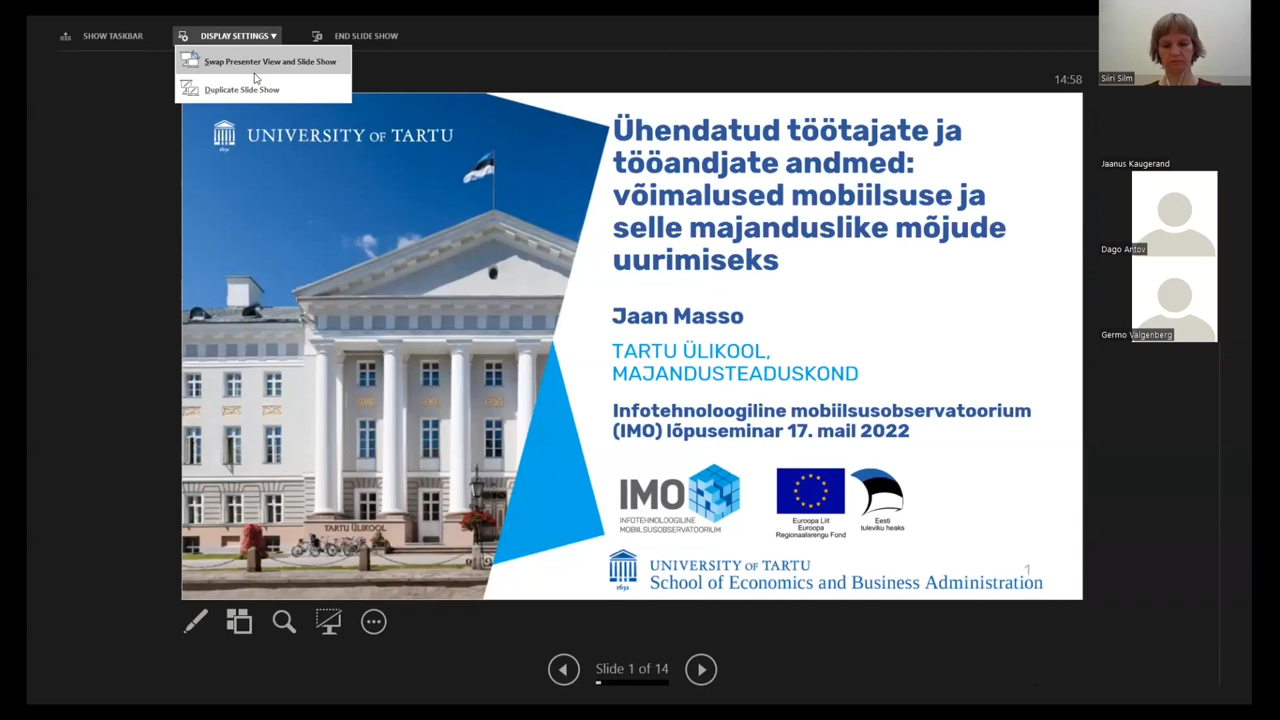 SHOW TASKBAR
DISPLAY SETTINGS ▼
END SLIDE SHOW
Swap Presenter View and Slide Show
Duplicate Slide Show
14:58
Siiri Silm
Jaanus Kaugerand
Dago Antov
Germo Valgenberg
1632
UNIVERSITY OF TARTU
Ühendatud töötajate ja
tööandjate andmed:
võimalused mobiilsuse ja
selle majanduslike mõjude
uurimiseks
Jaan Masso
TARTU ÜLIKOOL,
MAJANDUSTEADUSKOND
Infotehnoloogiline mobiilsusobservatoorium
(IMO) lõpuseminar 17. mail 2022
TARTU ÜLIKOOL
IMO
INFOTEHNOLOOGILINE
MOBIILSUSOBSERVATOORIUM
Euroopa Liit
Euroopa
Regionaalarengu Fond
Eesti
tuleviku heaks
1632
UNIVERSITY OF TARTU
School of Economics and Business Administration
1
Slide 1 of 14